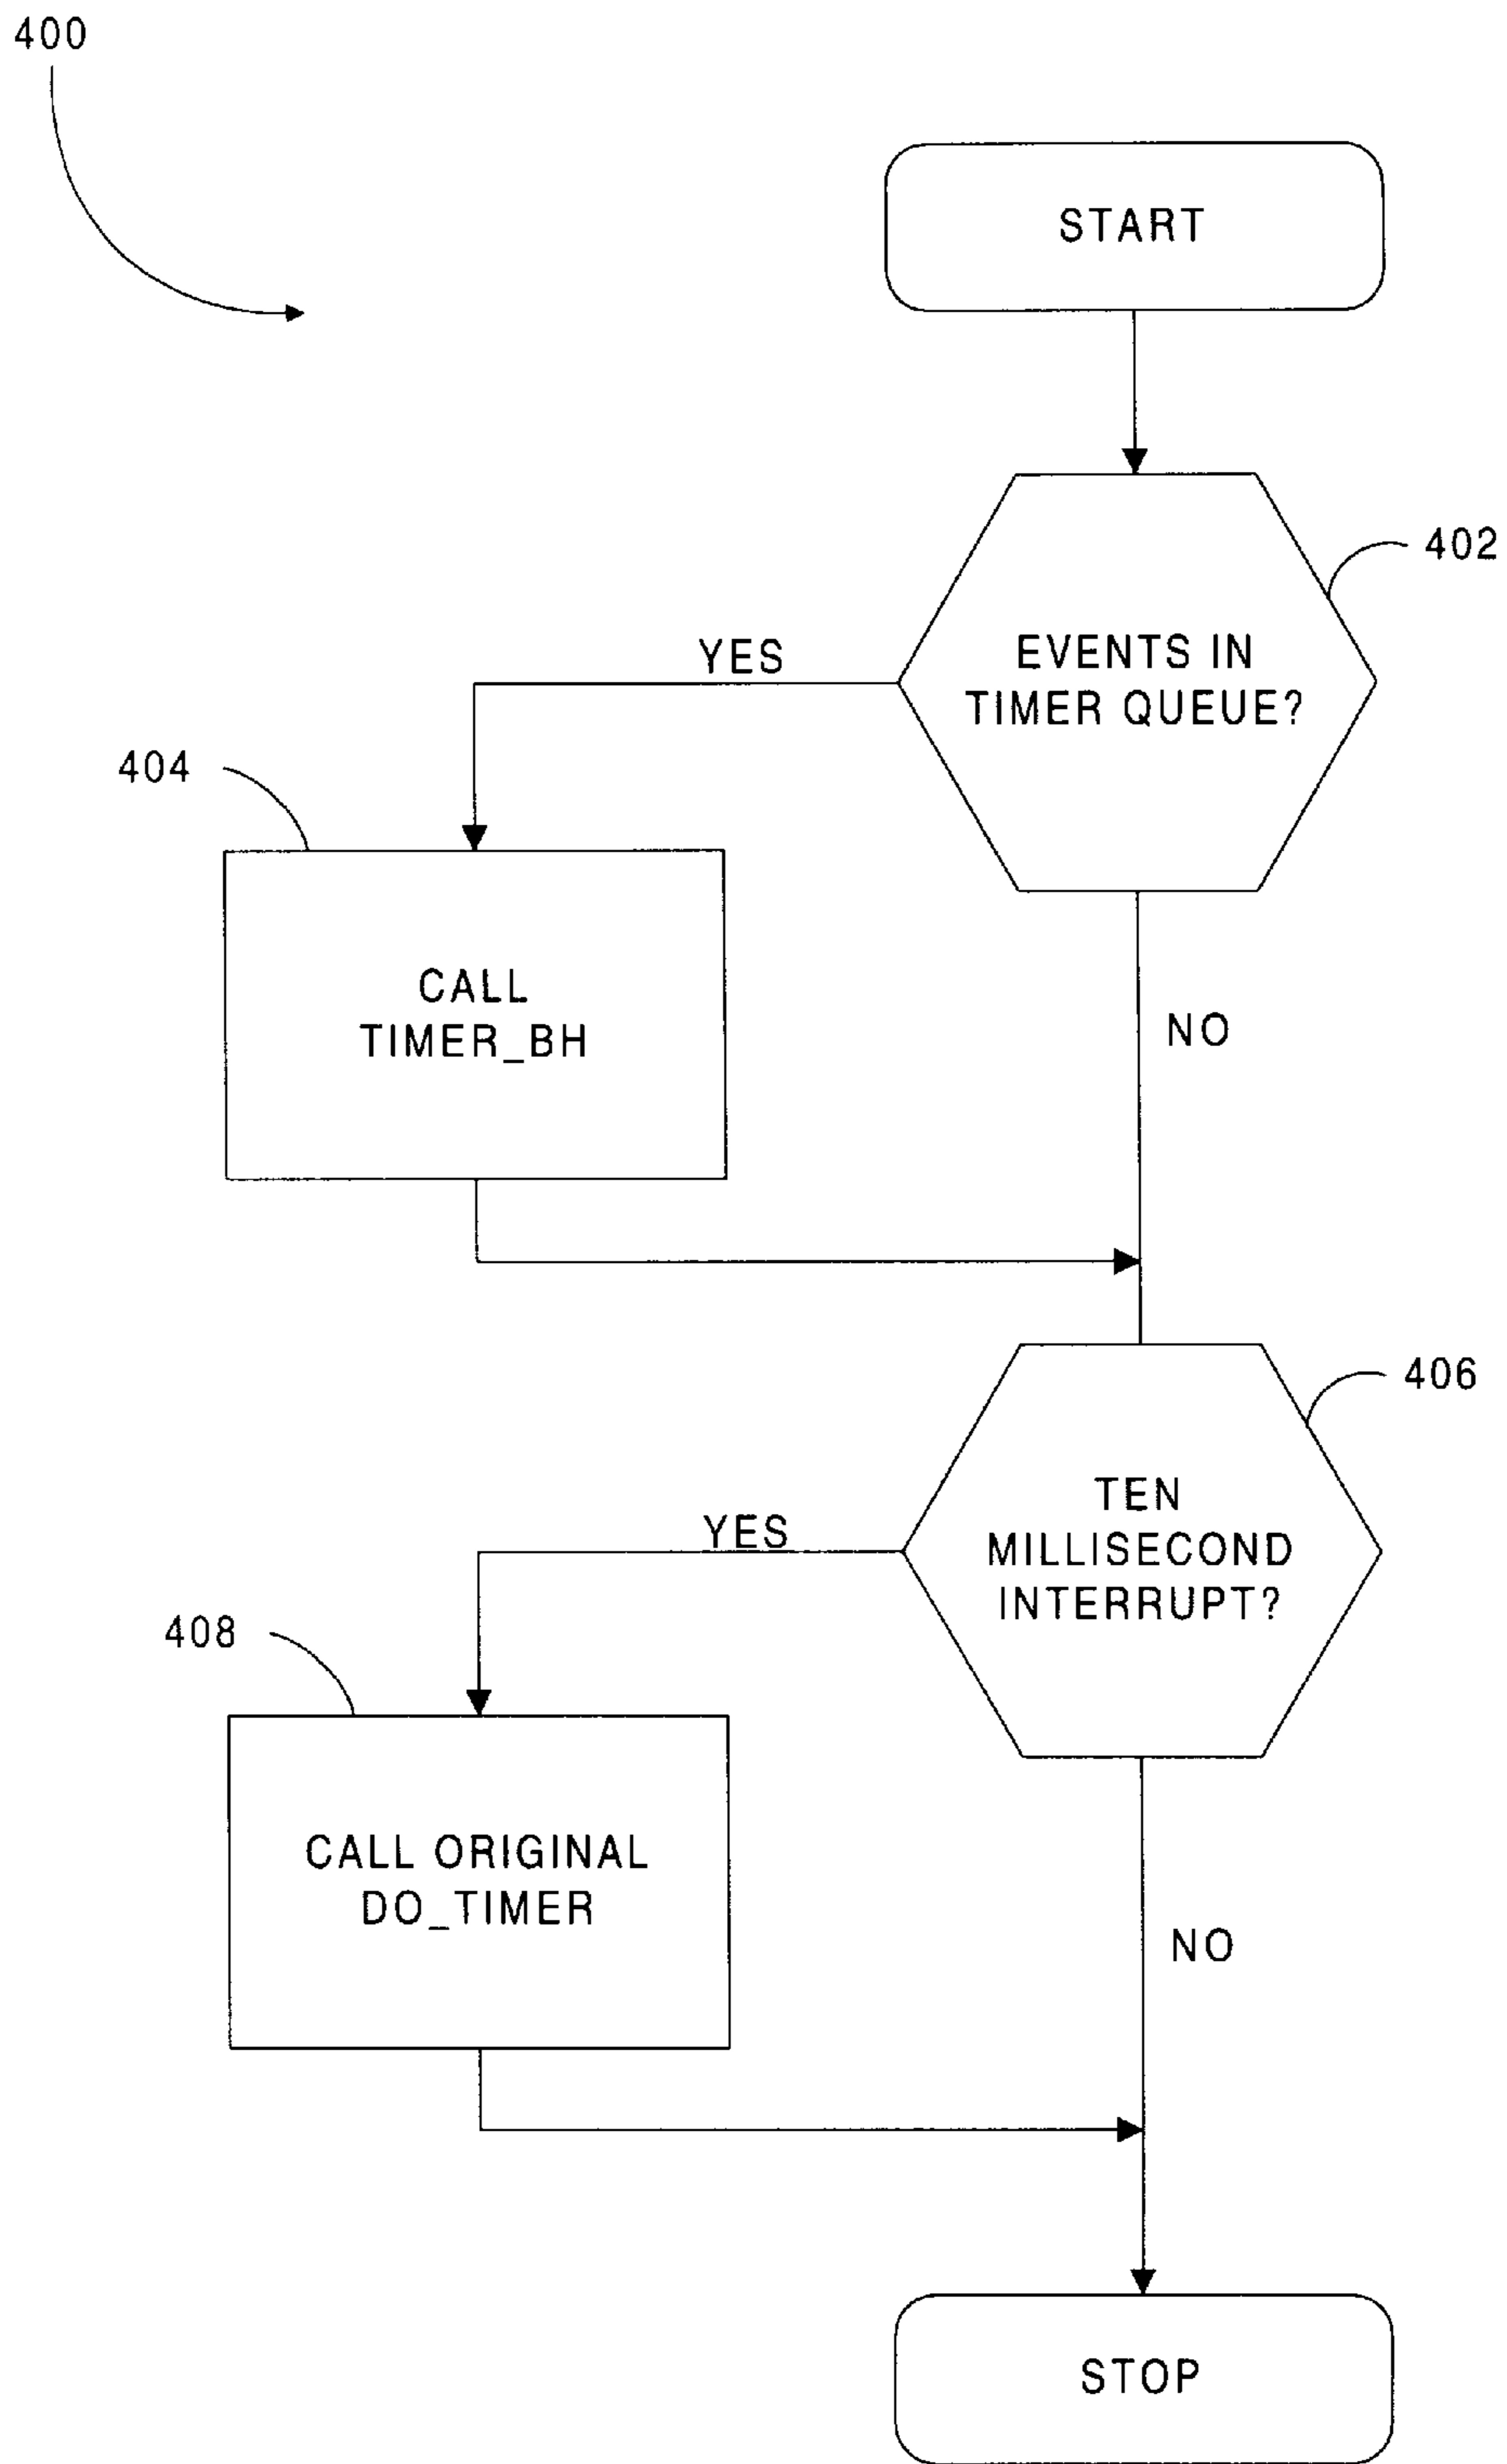 400
START
402
EVENTS IN
TIMER QUEUE?
YES
404
CALL
TIMER_BH
NO
406
TEN
MILLISECOND
INTERRUPT?
YES
408
CALL ORIGINAL
DO_TIMER
NO
STOP